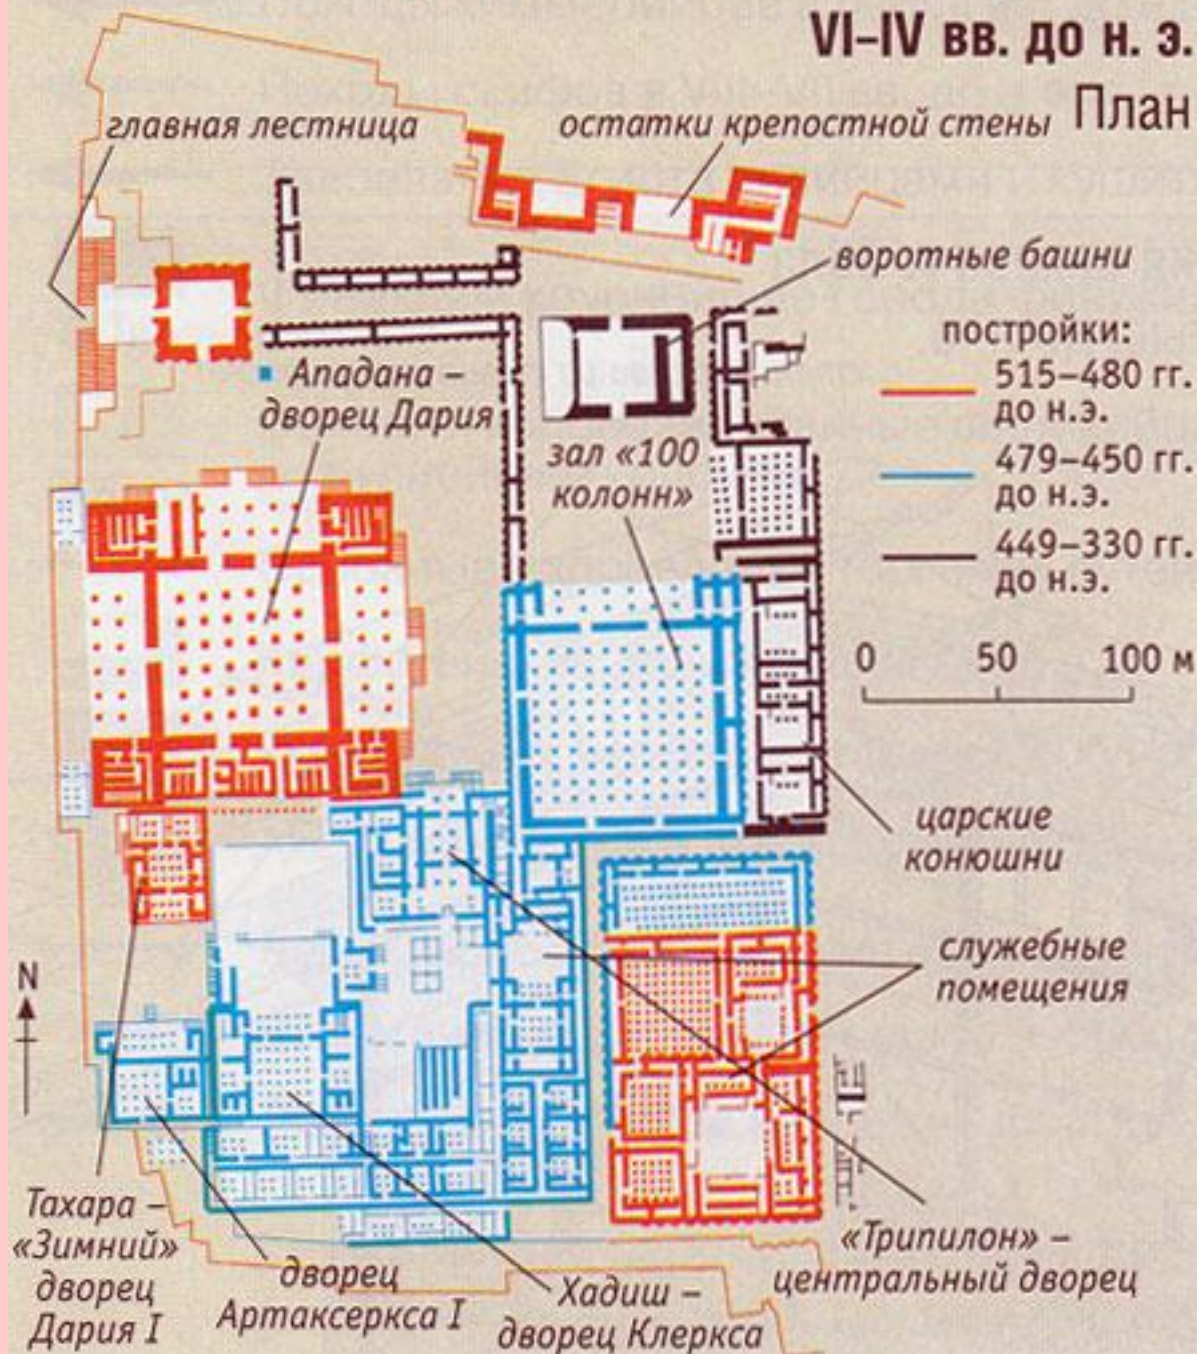 VI–IV вв. до н. э.
План
главная лестница
остатки крепостной стены
воротные башни
постройки:
515–480 гг.
до н.э.
479–450 гг.
до н.э.
449–330 гг.
до н.э.
Ападана –
дворец Дария
зал «100
колонн»
0 50 100 м
царские
конюшни
служебные
помещения
N
Тахара –
«Зимний»
дворец
Дария I
дворец
Артаксеркса I
Хадиш –
дворец Клеркса
«Трипилон» –
центральный дворец